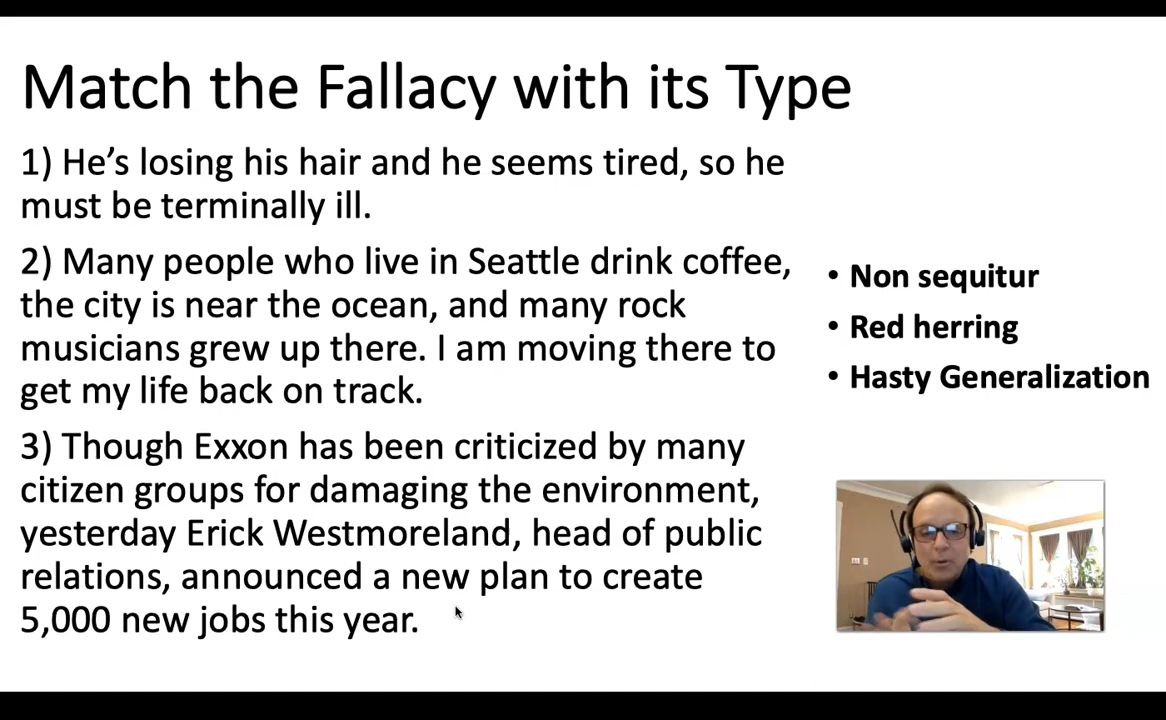 Match the Fallacy with its Type
1) He’s losing his hair and he seems tired, so he
must be terminally ill.
2) Many people who live in Seattle drink coffee,
the city is near the ocean, and many rock
musicians grew up there. I am moving there to
get my life back on track.
3) Though Exxon has been criticized by many
citizen groups for damaging the environment,
yesterday Erick Westmoreland, head of public
relations, announced a new plan to create
5,000 new jobs this year.
• Non sequitur
• Red herring
• Hasty Generalization